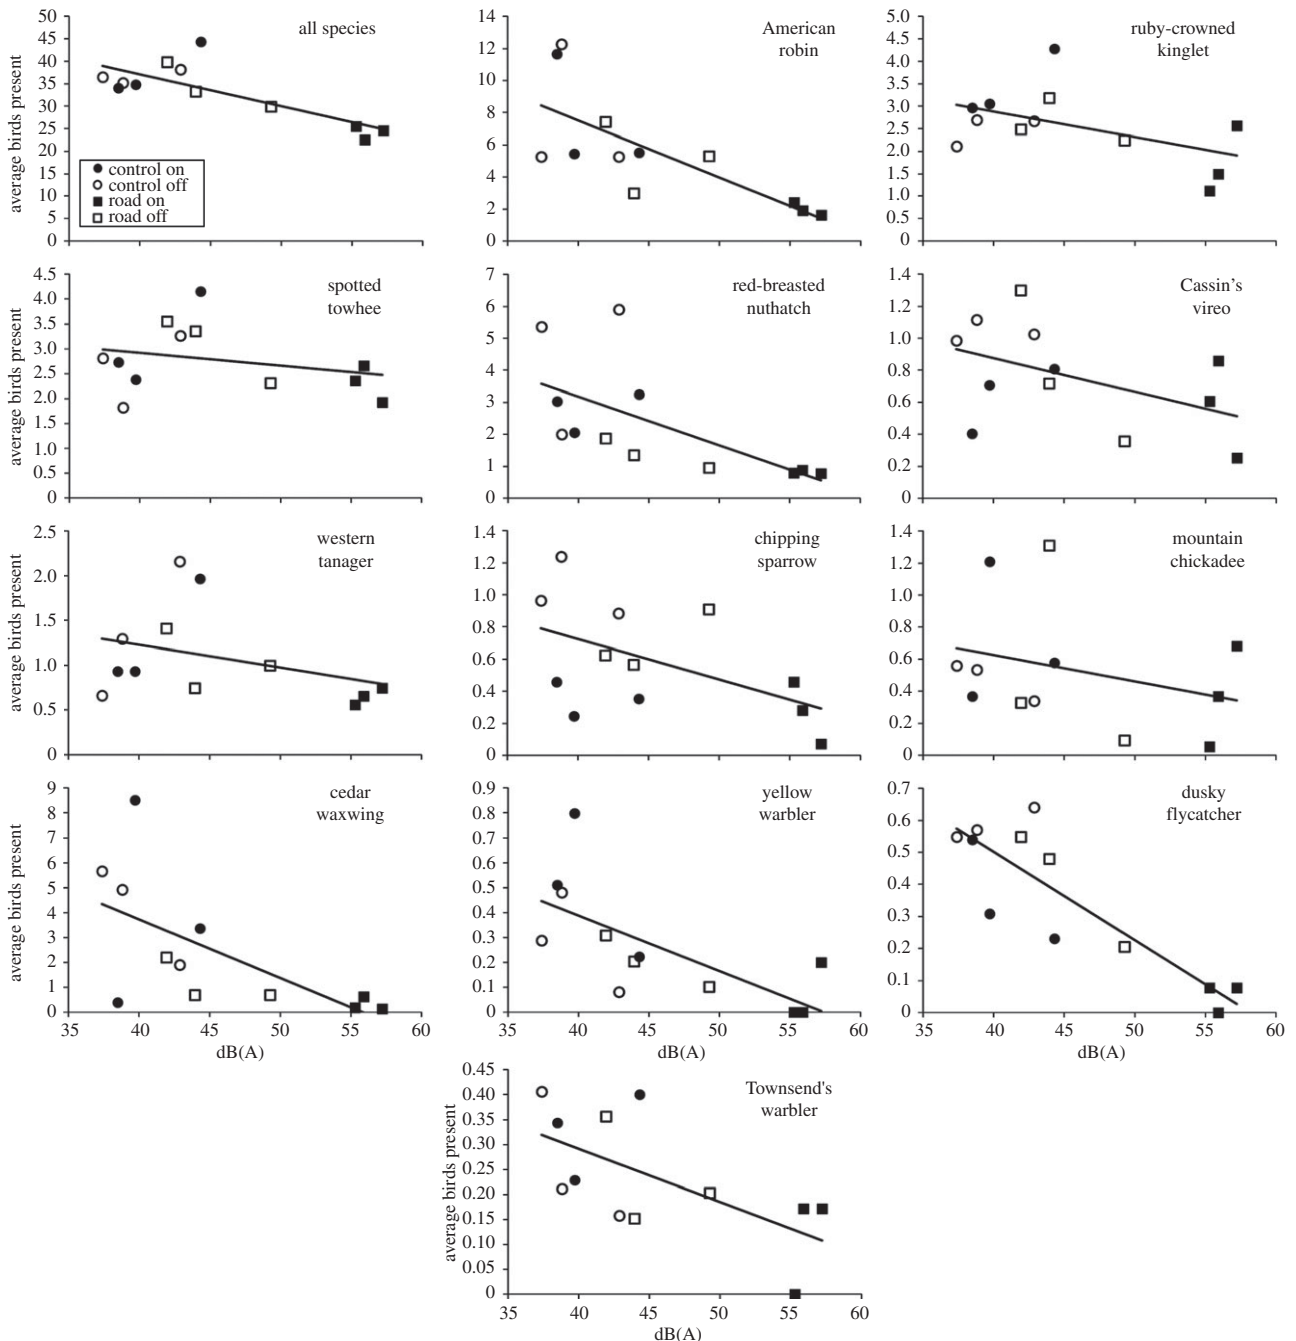 average birds present
50
45
40
35
30
25
20
15
10
5
0
all species
control on
control off
road on
road off
14
12
10
8
6
4
2
0
American
robin
average birds present
5.0
4.5
4.0
3.5
3.0
2.5
2.0
1.5
1.0
0.5
0
ruby-crowned
kinglet
average birds present
4.5
4.0
3.5
3.0
2.5
2.0
1.5
1.0
0.5
0
spotted
towhee
7
6
5
4
3
2
1
0
red-breasted
nuthatch
1.4
1.2
1.0
0.8
0.6
0.4
0.2
0
Cassin's
vireo
average birds present
2.5
2.0
1.5
1.0
0.5
0
western
tanager
1.4
1.2
1.0
0.8
0.6
0.4
0.2
0
chipping
sparrow
1.4
1.2
1.0
0.8
0.6
0.4
0.2
0
mountain
chickadee
average birds present
9
8
7
6
5
4
3
2
1
0
cedar
waxwing
35 40 45 50 55 60
dB(A)
0.9
0.8
0.7
0.6
0.5
0.4
0.3
0.2
0.1
0
yellow
warbler
35 40 45 50 55 60
dB(A)
0.7
0.6
0.5
0.4
0.3
0.2
0.1
0
dusky
flycatcher
35 40 45 50 55 60
dB(A)
average birds present
0.45
0.40
0.35
0.30
0.25
0.20
0.15
0.10
0.05
0
Townsend's
warbler
35 40 45 50 55 60
dB(A)